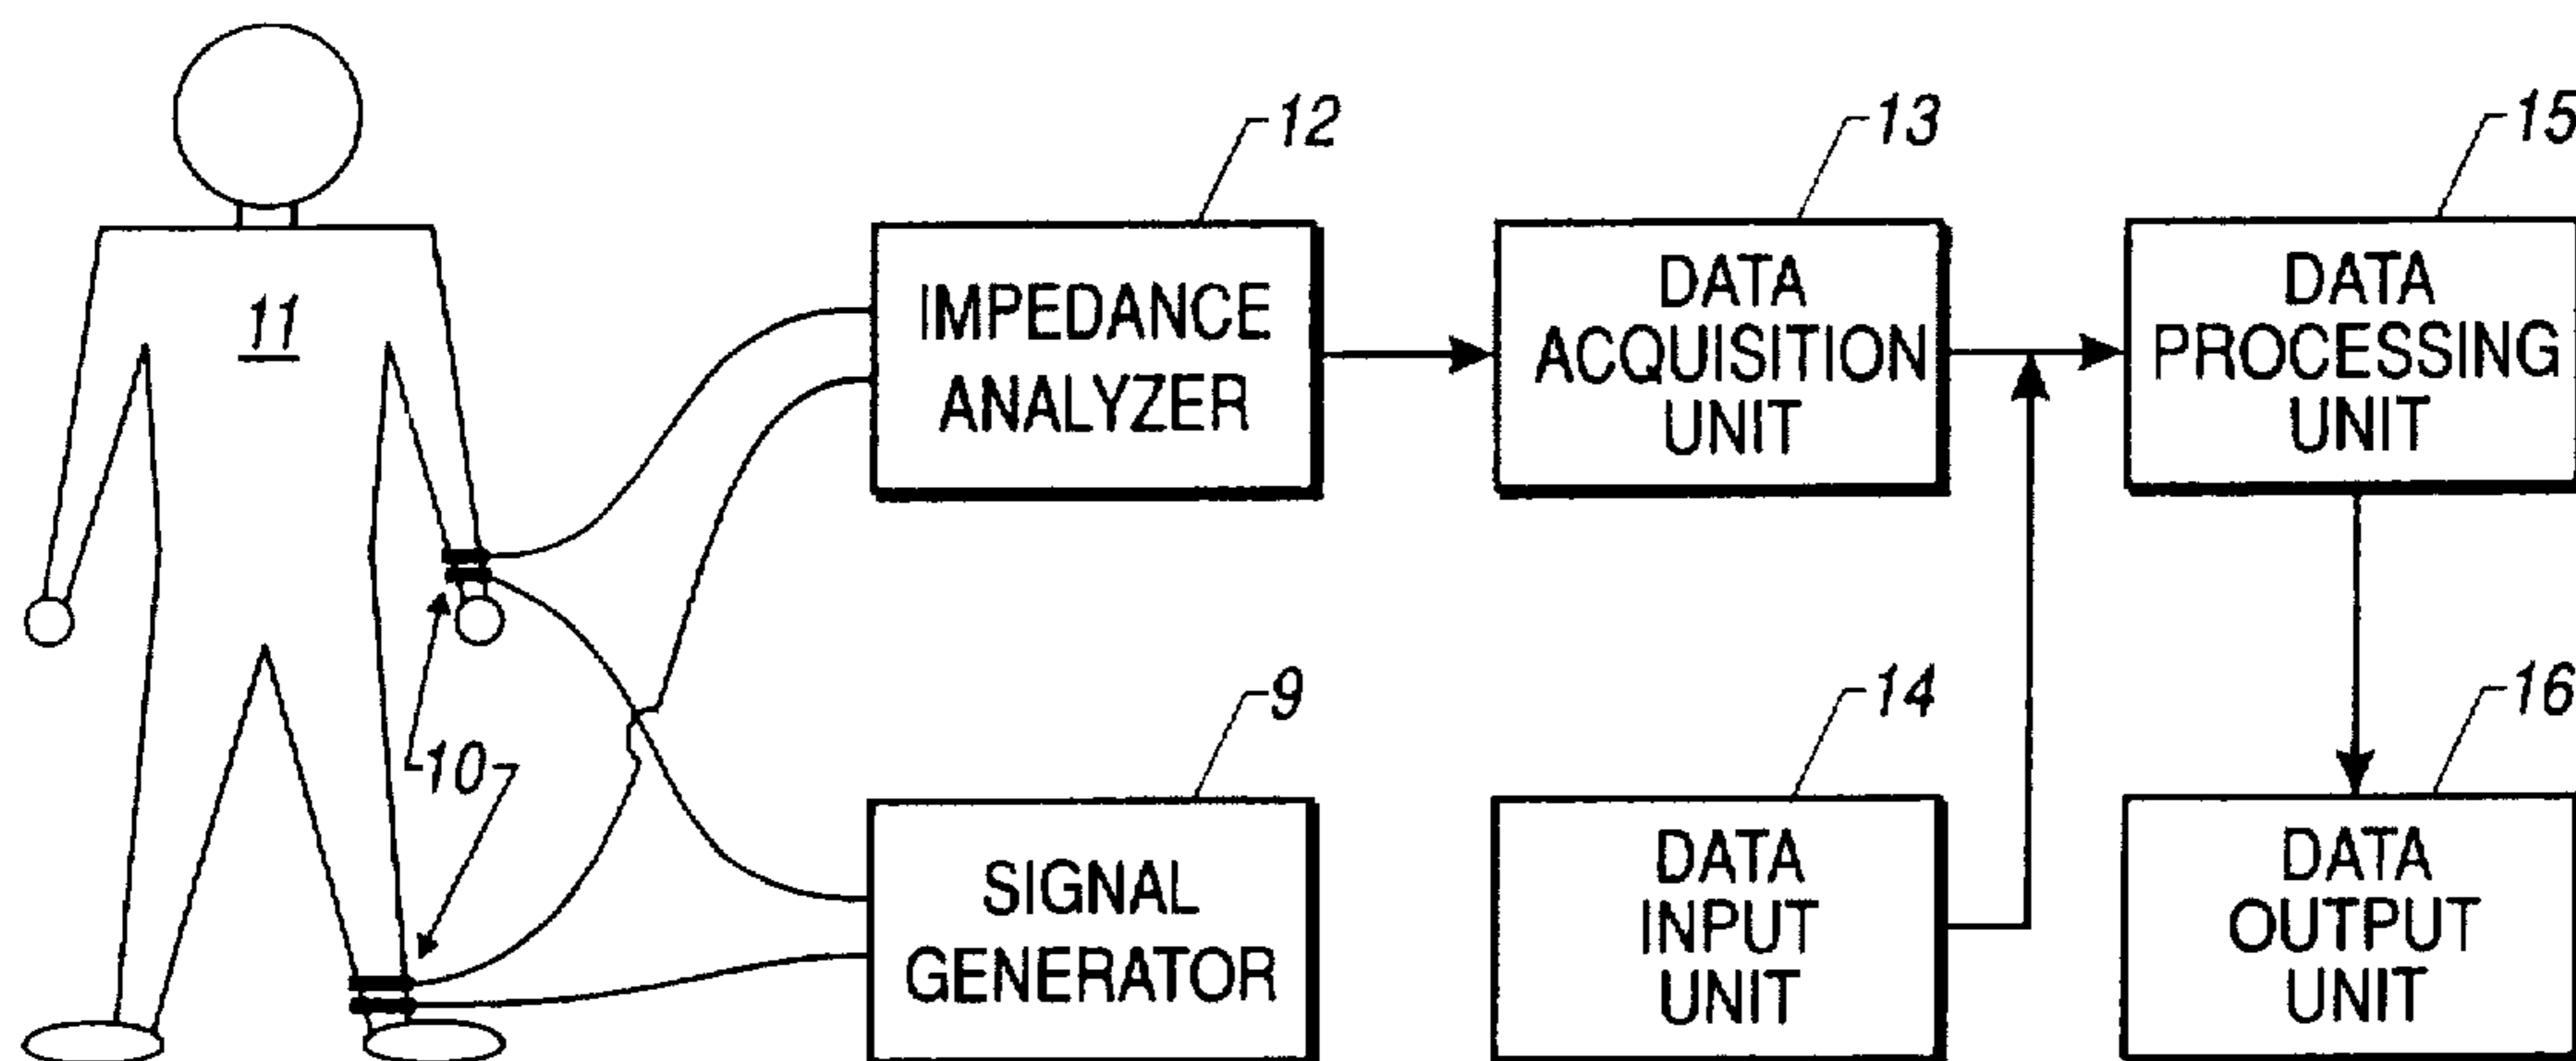 12
13
15
11
IMPEDANCE
ANALYZER
DATA
ACQUISITION
UNIT
DATA
PROCESSING
UNIT
10
9
14
16
SIGNAL
GENERATOR
DATA
INPUT
UNIT
DATA
OUTPUT
UNIT